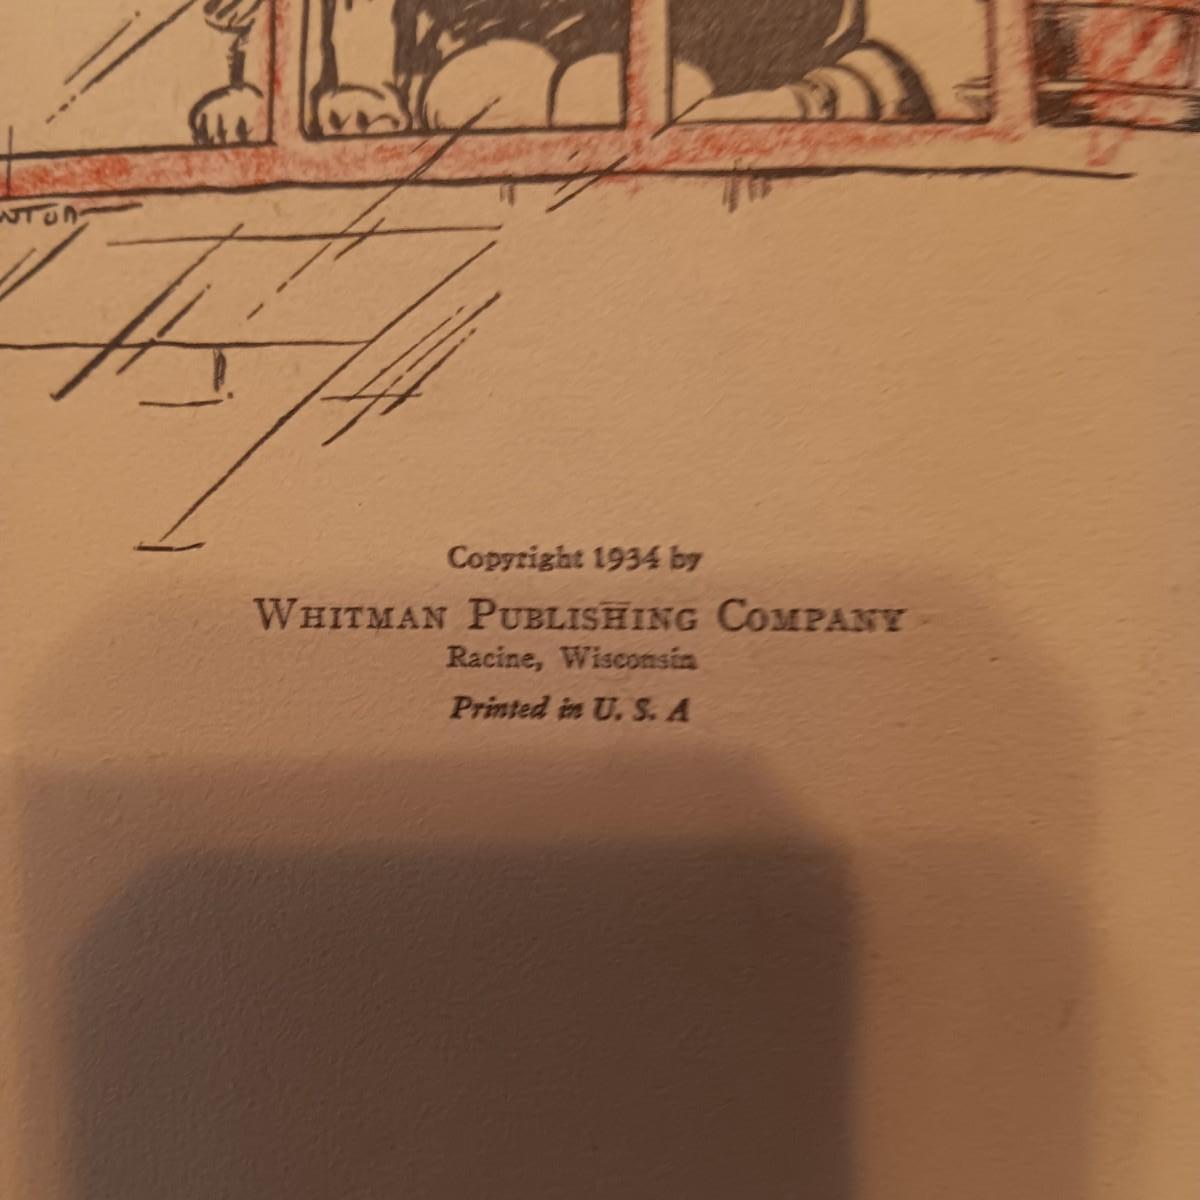 Copyright 1934 by
WHITMAN PUBLISHING COMPANY
Racine, Wisconsin
Printed in U. S. A